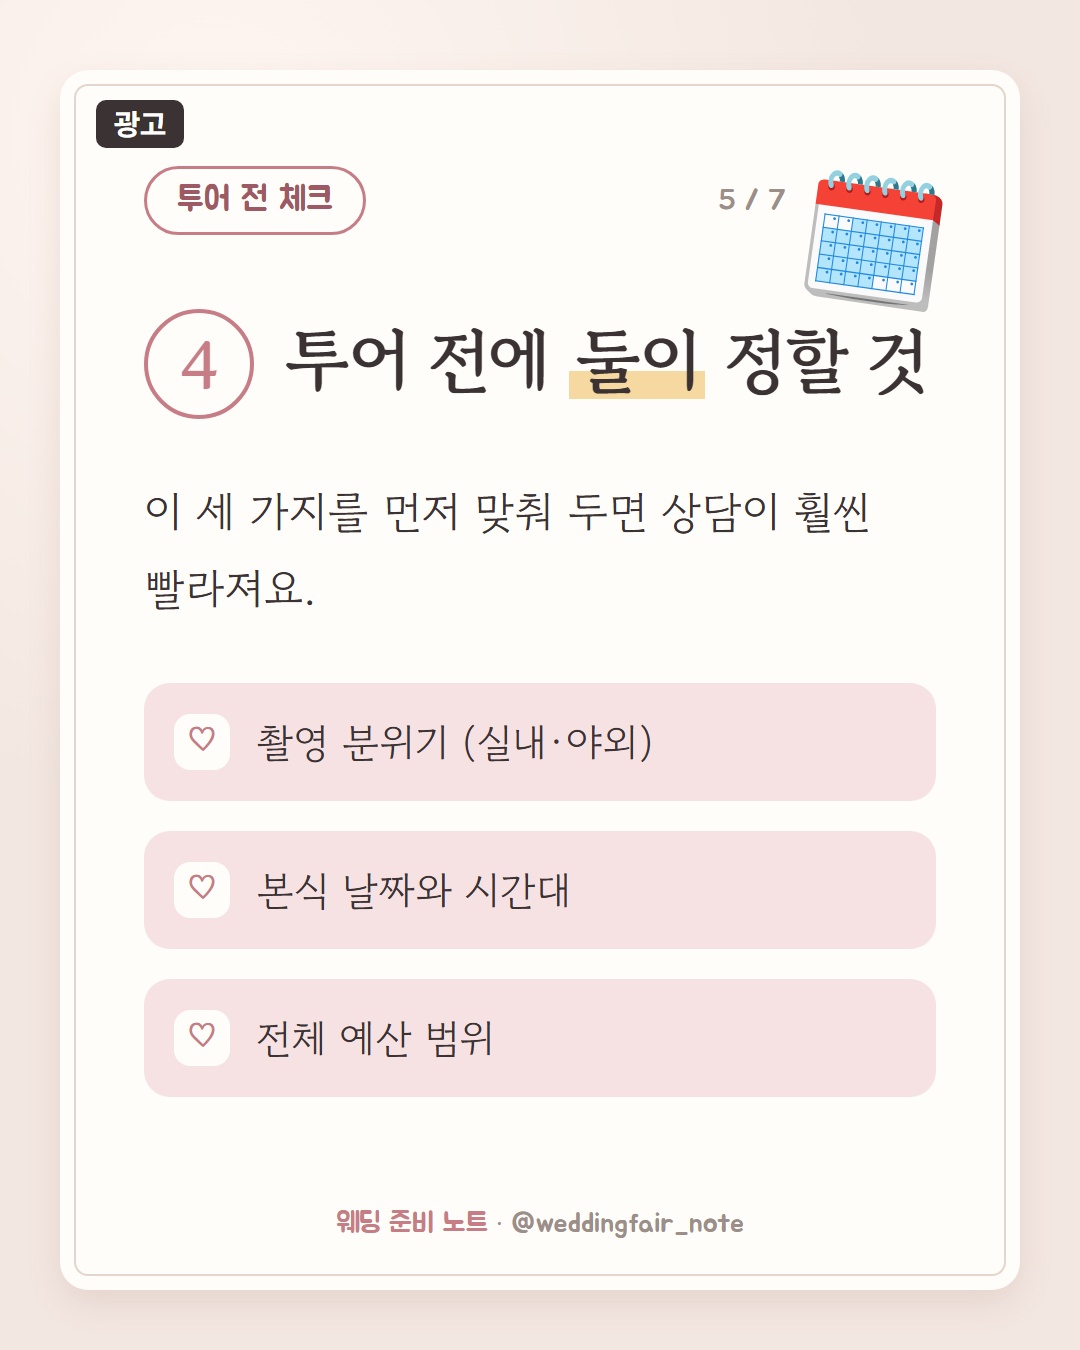 광고
투어 전 체크
5 / 7
4 투어 전에 둘이 정할 것
이 세 가지를 먼저 맞춰 두면 상담이 훨씬
빨라져요.
촬영 분위기 (실내·야외)
본식 날짜와 시간대
전체 예산 범위
웨딩 준비 노트 · @weddingfair_note